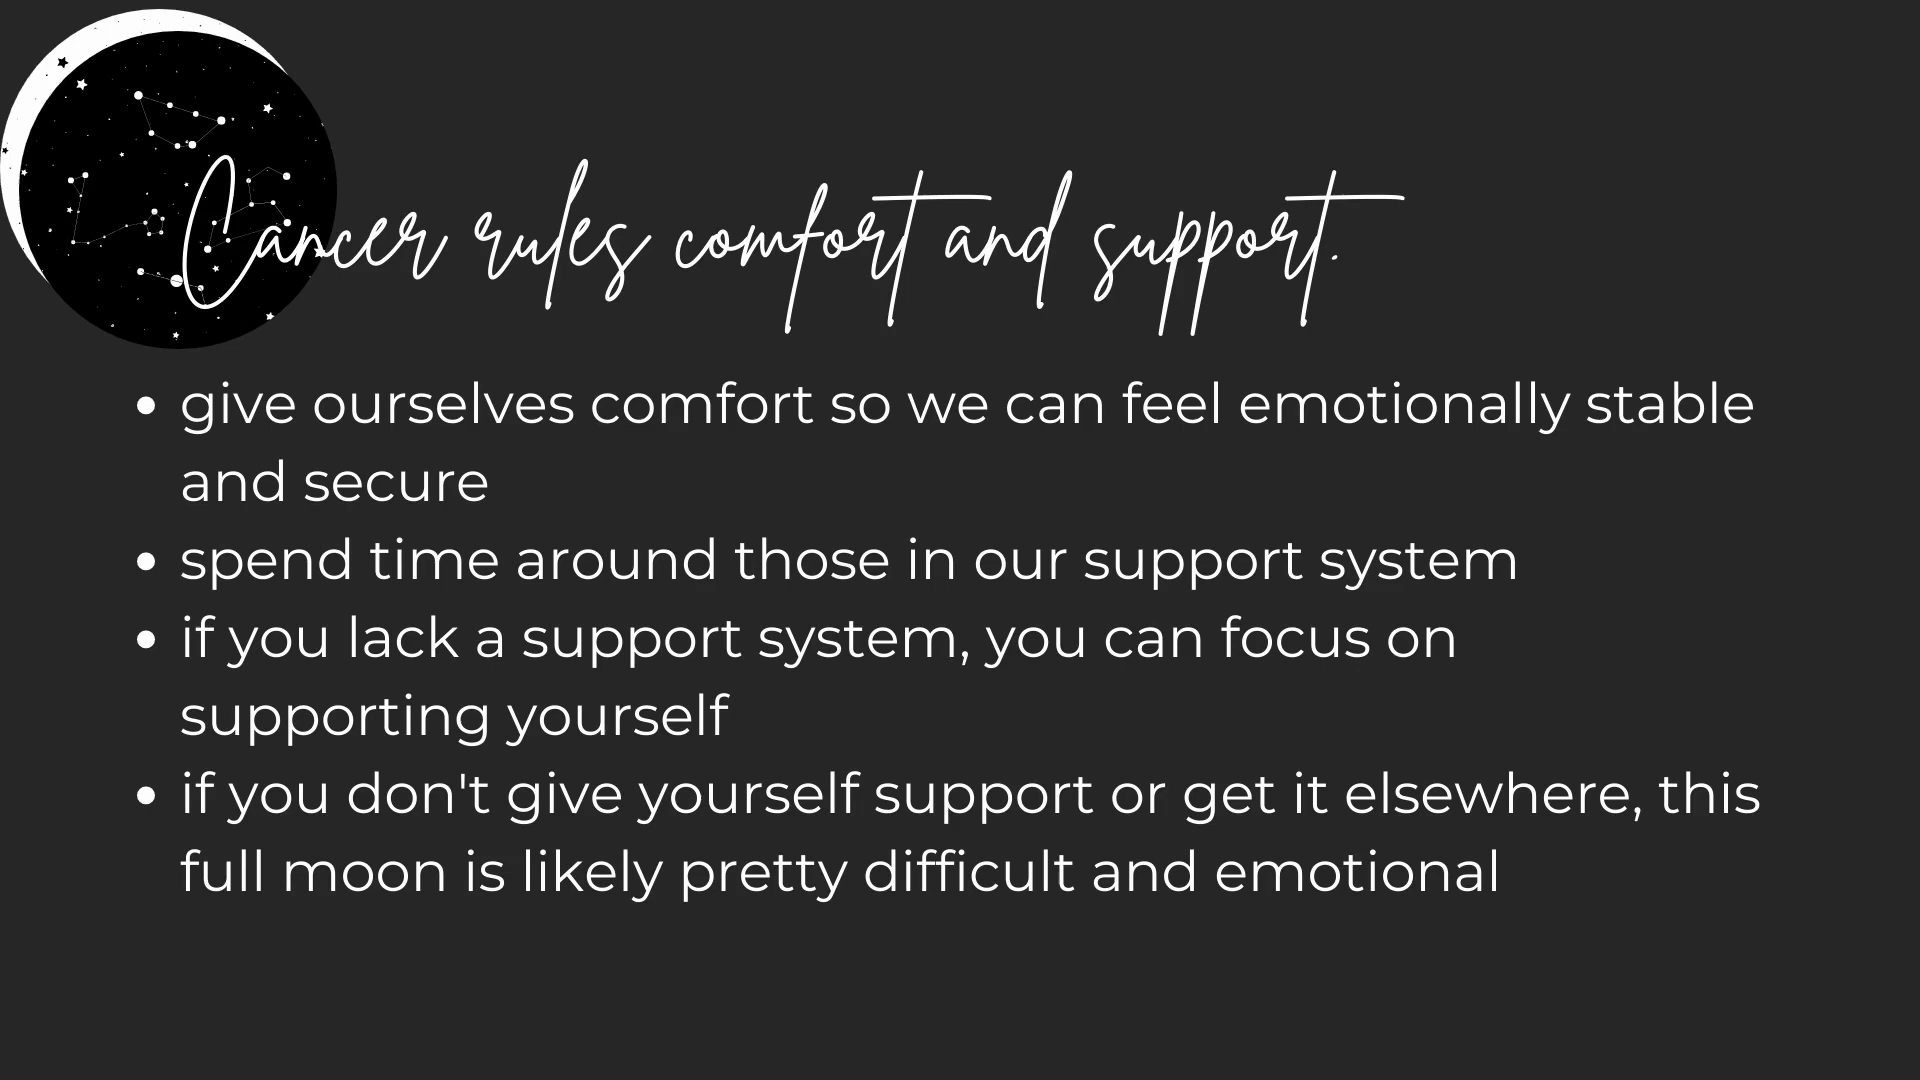 Cancer rules comfort and support.
• give ourselves comfort so we can feel emotionally stable
and secure
• spend time around those in our support system
• if you lack a support system, you can focus on
supporting yourself
• if you don't give yourself support or get it elsewhere, this
full moon is likely pretty difficult and emotional